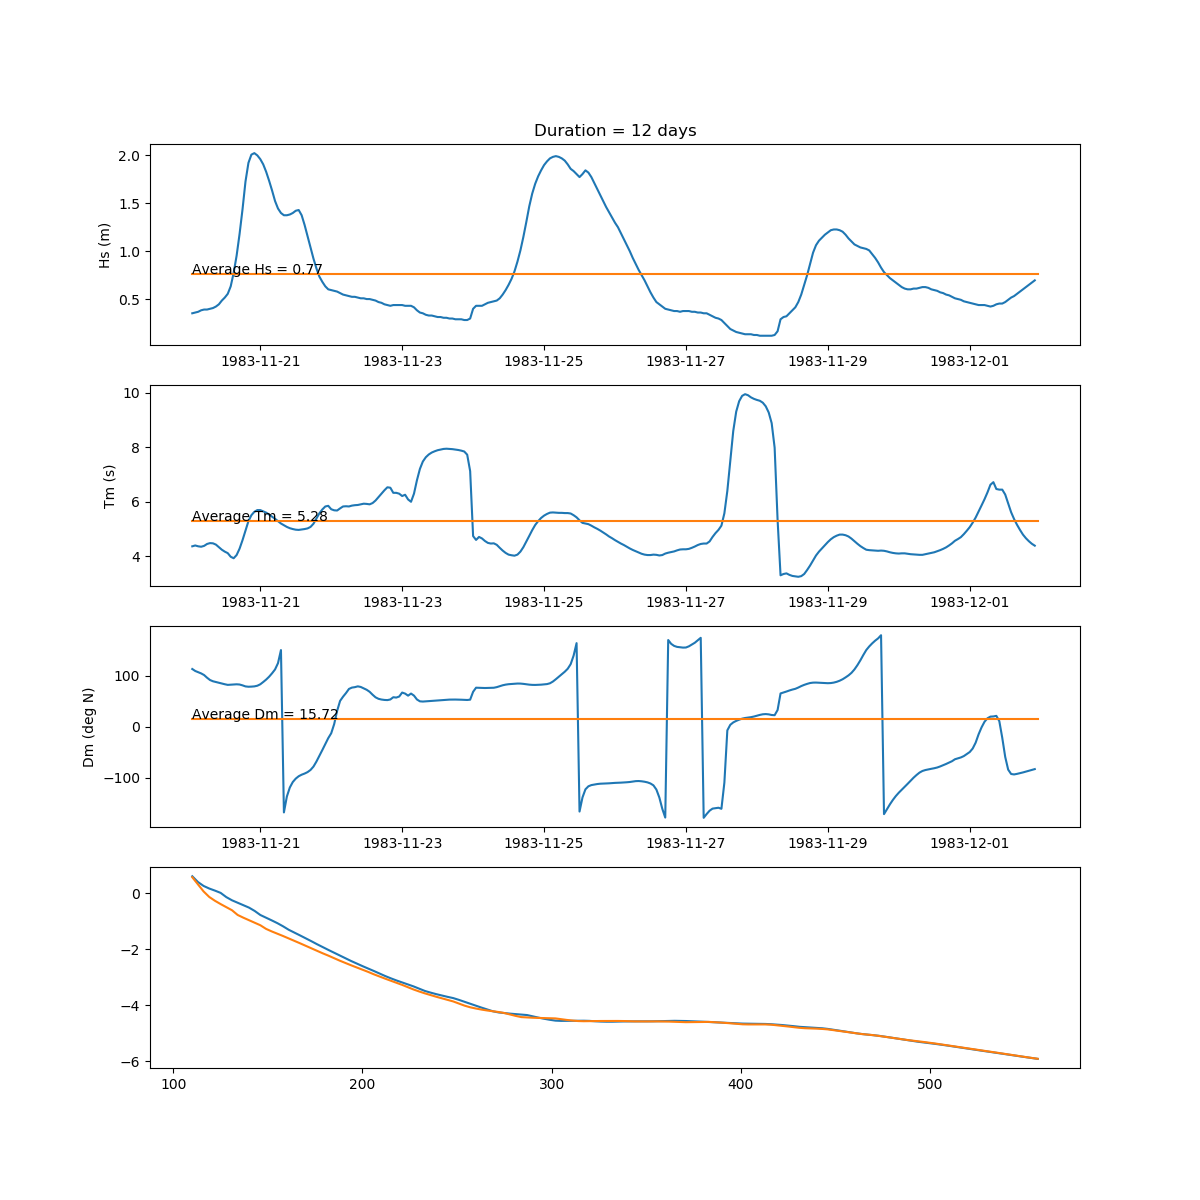 Duration = 12 days
2.0
1.5
1.0
0.5
Hs (m)
Average Hs = 0.77
1983-11-21 1983-11-23 1983-11-25 1983-11-27 1983-11-29 1983-12-01
10
8
6
4
Tm (s)
Average Tm = 5.28
1983-11-21 1983-11-23 1983-11-25 1983-11-27 1983-11-29 1983-12-01
100
0
−100
Dm (deg N)
Average Dm = 15.72
1983-11-21 1983-11-23 1983-11-25 1983-11-27 1983-11-29 1983-12-01
0
−2
−4
−6
100 200 300 400 500